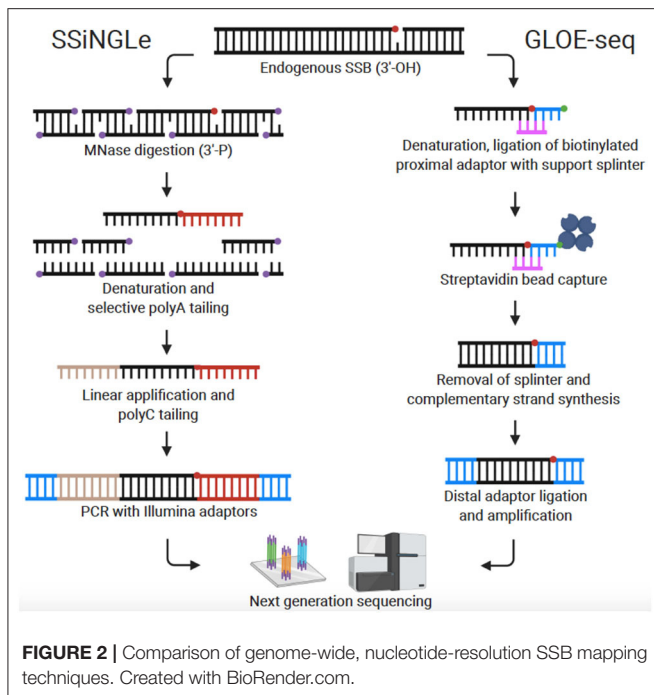 SSiNGLe
GLOE-seq
Endogenous SSB (3'-OH)
MNase digestion (3'-P)
Denaturation and
selective polyA tailing
Linear applification and
polyC tailing
PCR with Illumina adaptors
Denaturation, ligation of biotinylated
proximal adaptor with support splinter
Streptavidin bead capture
Removal of splinter and
complementary strand synthesis
Distal adaptor ligation
and amplification
Next generation sequencing
FIGURE 2 | Comparison of genome-wide, nucleotide-resolution SSB mapping
techniques. Created with BioRender.com.